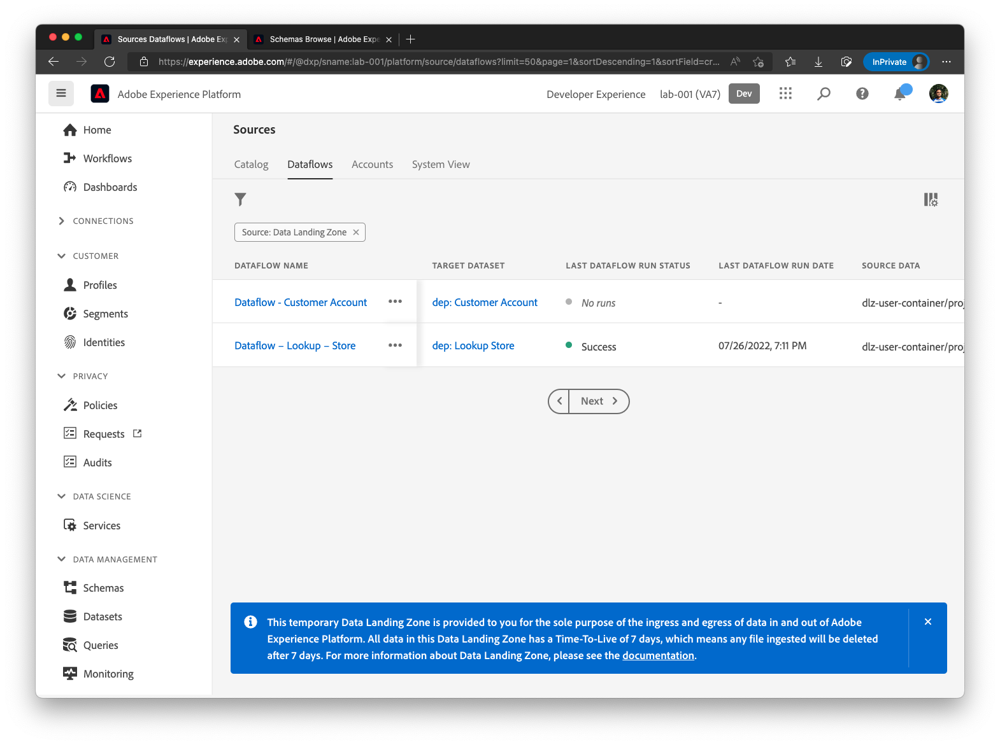 Sources Dataflows | Adobe Exp
Schemas Browse | Adobe Expe
https://experience.adobe.com/#/@dxp/sname:lab-001/platform/source/dataflows?limit=50&page=1&sortDescending=1&sortField=cr...
InPrivate
Adobe Experience Platform
Developer Experience
lab-001 (VA7)
Dev
Home
Workflows
Dashboards
CONNECTIONS
CUSTOMER
Profiles
Segments
Identities
PRIVACY
Policies
Requests
Audits
DATA SCIENCE
Services
DATA MANAGEMENT
Schemas
Datasets
Queries
Monitoring
Sources
Catalog Dataflows Accounts System View
Source: Data Landing Zone
DATAFLOW NAME TARGET DATASET LAST DATAFLOW RUN STATUS LAST DATAFLOW RUN DATE SOURCE DATA
Dataflow - Customer Account ••• dep: Customer Account No runs - dlz-user-container/proj
Dataflow – Lookup – Store ••• dep: Lookup Store Success 07/26/2022, 7:11 PM dlz-user-container/proj
Next
This temporary Data Landing Zone is provided to you for the sole purpose of the ingress and egress of data in and out of Adobe
Experience Platform. All data in this Data Landing Zone has a Time-To-Live of 7 days, which means any file ingested will be deleted
after 7 days. For more information about Data Landing Zone, please see the documentation.